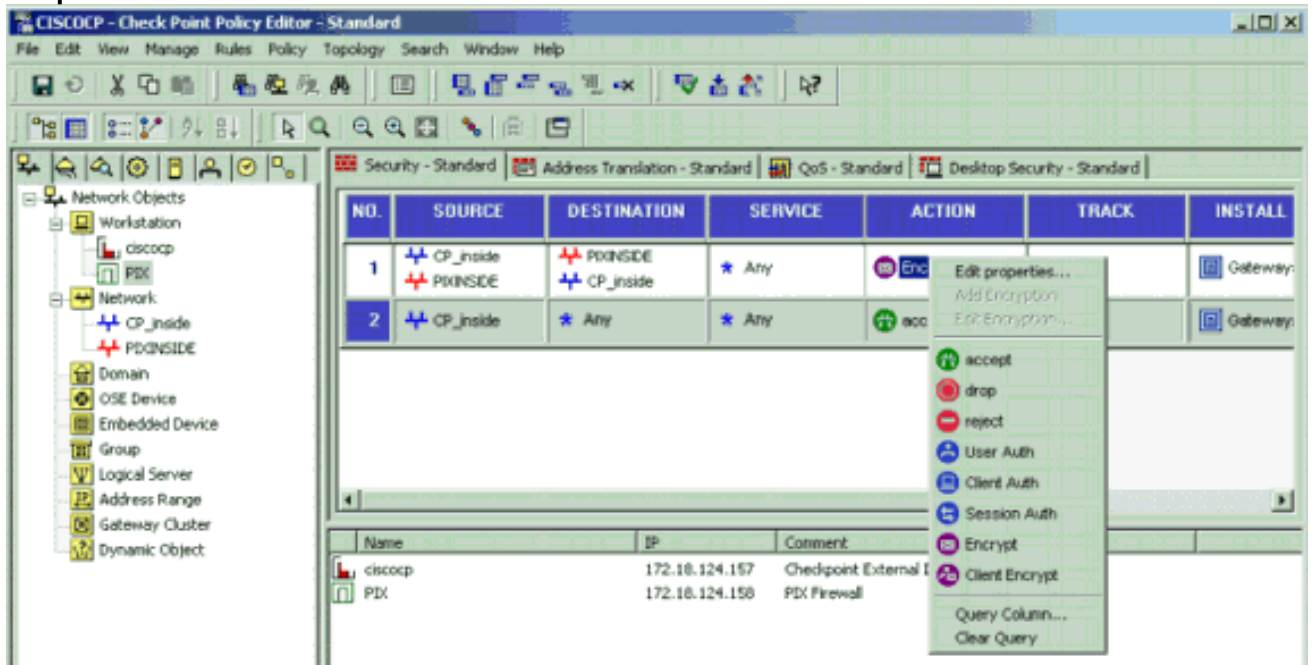 CISCOCP - Check Point Policy Editor - Standard
File Edit View Manage Rules Policy Topology Search Window Help
Security - Standard Address Translation - Standard QoS - Standard Desktop Security - Standard
Network Objects
Workstation
ciscocp
PIX
Network
CP_inside
PIXINSIDE
Domain
OSE Device
Embedded Device
Group
Logical Server
Address Range
Gateway Cluster
Dynamic Object
NO. SOURCE DESTINATION SERVICE ACTION TRACK INSTALL
1 CP_inside PIXINSIDE Any Enc Gateway
PIXINSIDE CP_inside
2 CP_inside Any Any acc Gateway
Edit properties...
Add Encryption
Edit Encryption...
accept
drop
reject
User Auth
Client Auth
Session Auth
Encrypt
Client Encrypt
Query Column...
Clear Query
Name IP Comment
ciscocp 172.18.124.157 Checkpoint External
PIX 172.18.124.158 PIX Firewall